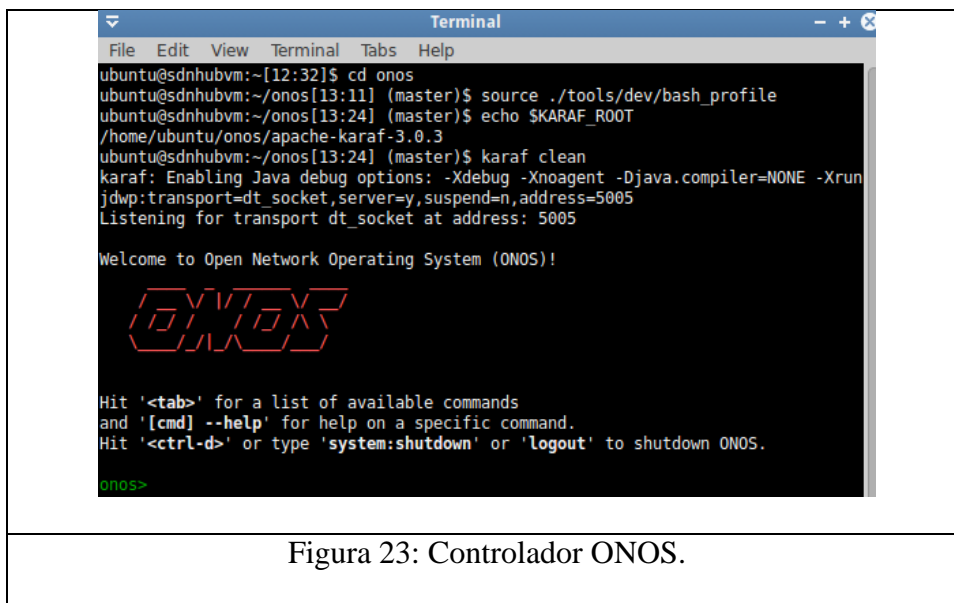 Terminal
File Edit View Terminal Tabs Help
ubuntu@sdnhubvm:~[12:32]$ cd onos
ubuntu@sdnhubvm:~/onos[13:11] (master)$ source ./tools/dev/bash_profile
ubuntu@sdnhubvm:~/onos[13:24] (master)$ echo $KARAF_ROOT
/home/ubuntu/onos/apache-karaf-3.0.3
ubuntu@sdnhubvm:~/onos[13:24] (master)$ karaf clean
karaf: Enabling Java debug options: -Xdebug -Xnoagent -Djava.compiler=NONE -Xrun
jdwp:transport=dt_socket,server=y,suspend=n,address=5005
Listening for transport dt_socket at address: 5005
Welcome to Open Network Operating System (ONOS)!
ONOS
Hit '<tab>' for a list of available commands
and '[cmd] --help' for help on a specific command.
Hit '<ctrl-d>' or type 'system:shutdown' or 'logout' to shutdown ONOS.
onos>
Figura 23: Controlador ONOS.